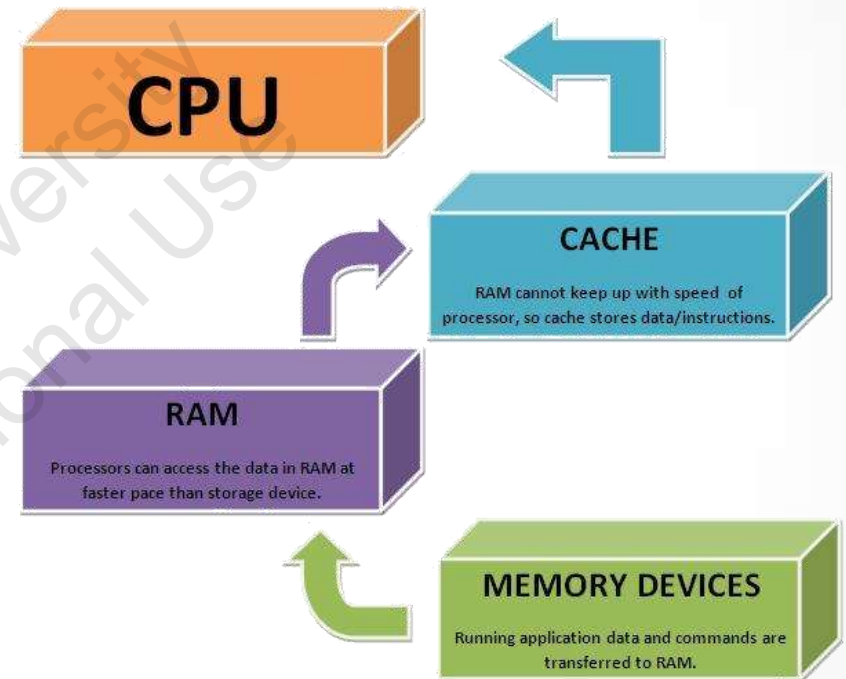 CPU
CACHE
RAM cannot keep up with speed of
processor, so cache stores data/instructions.
RAM
Processors can access the data in RAM at
faster pace than storage device.
MEMORY DEVICES
Running application data and commands are
transferred to RAM.